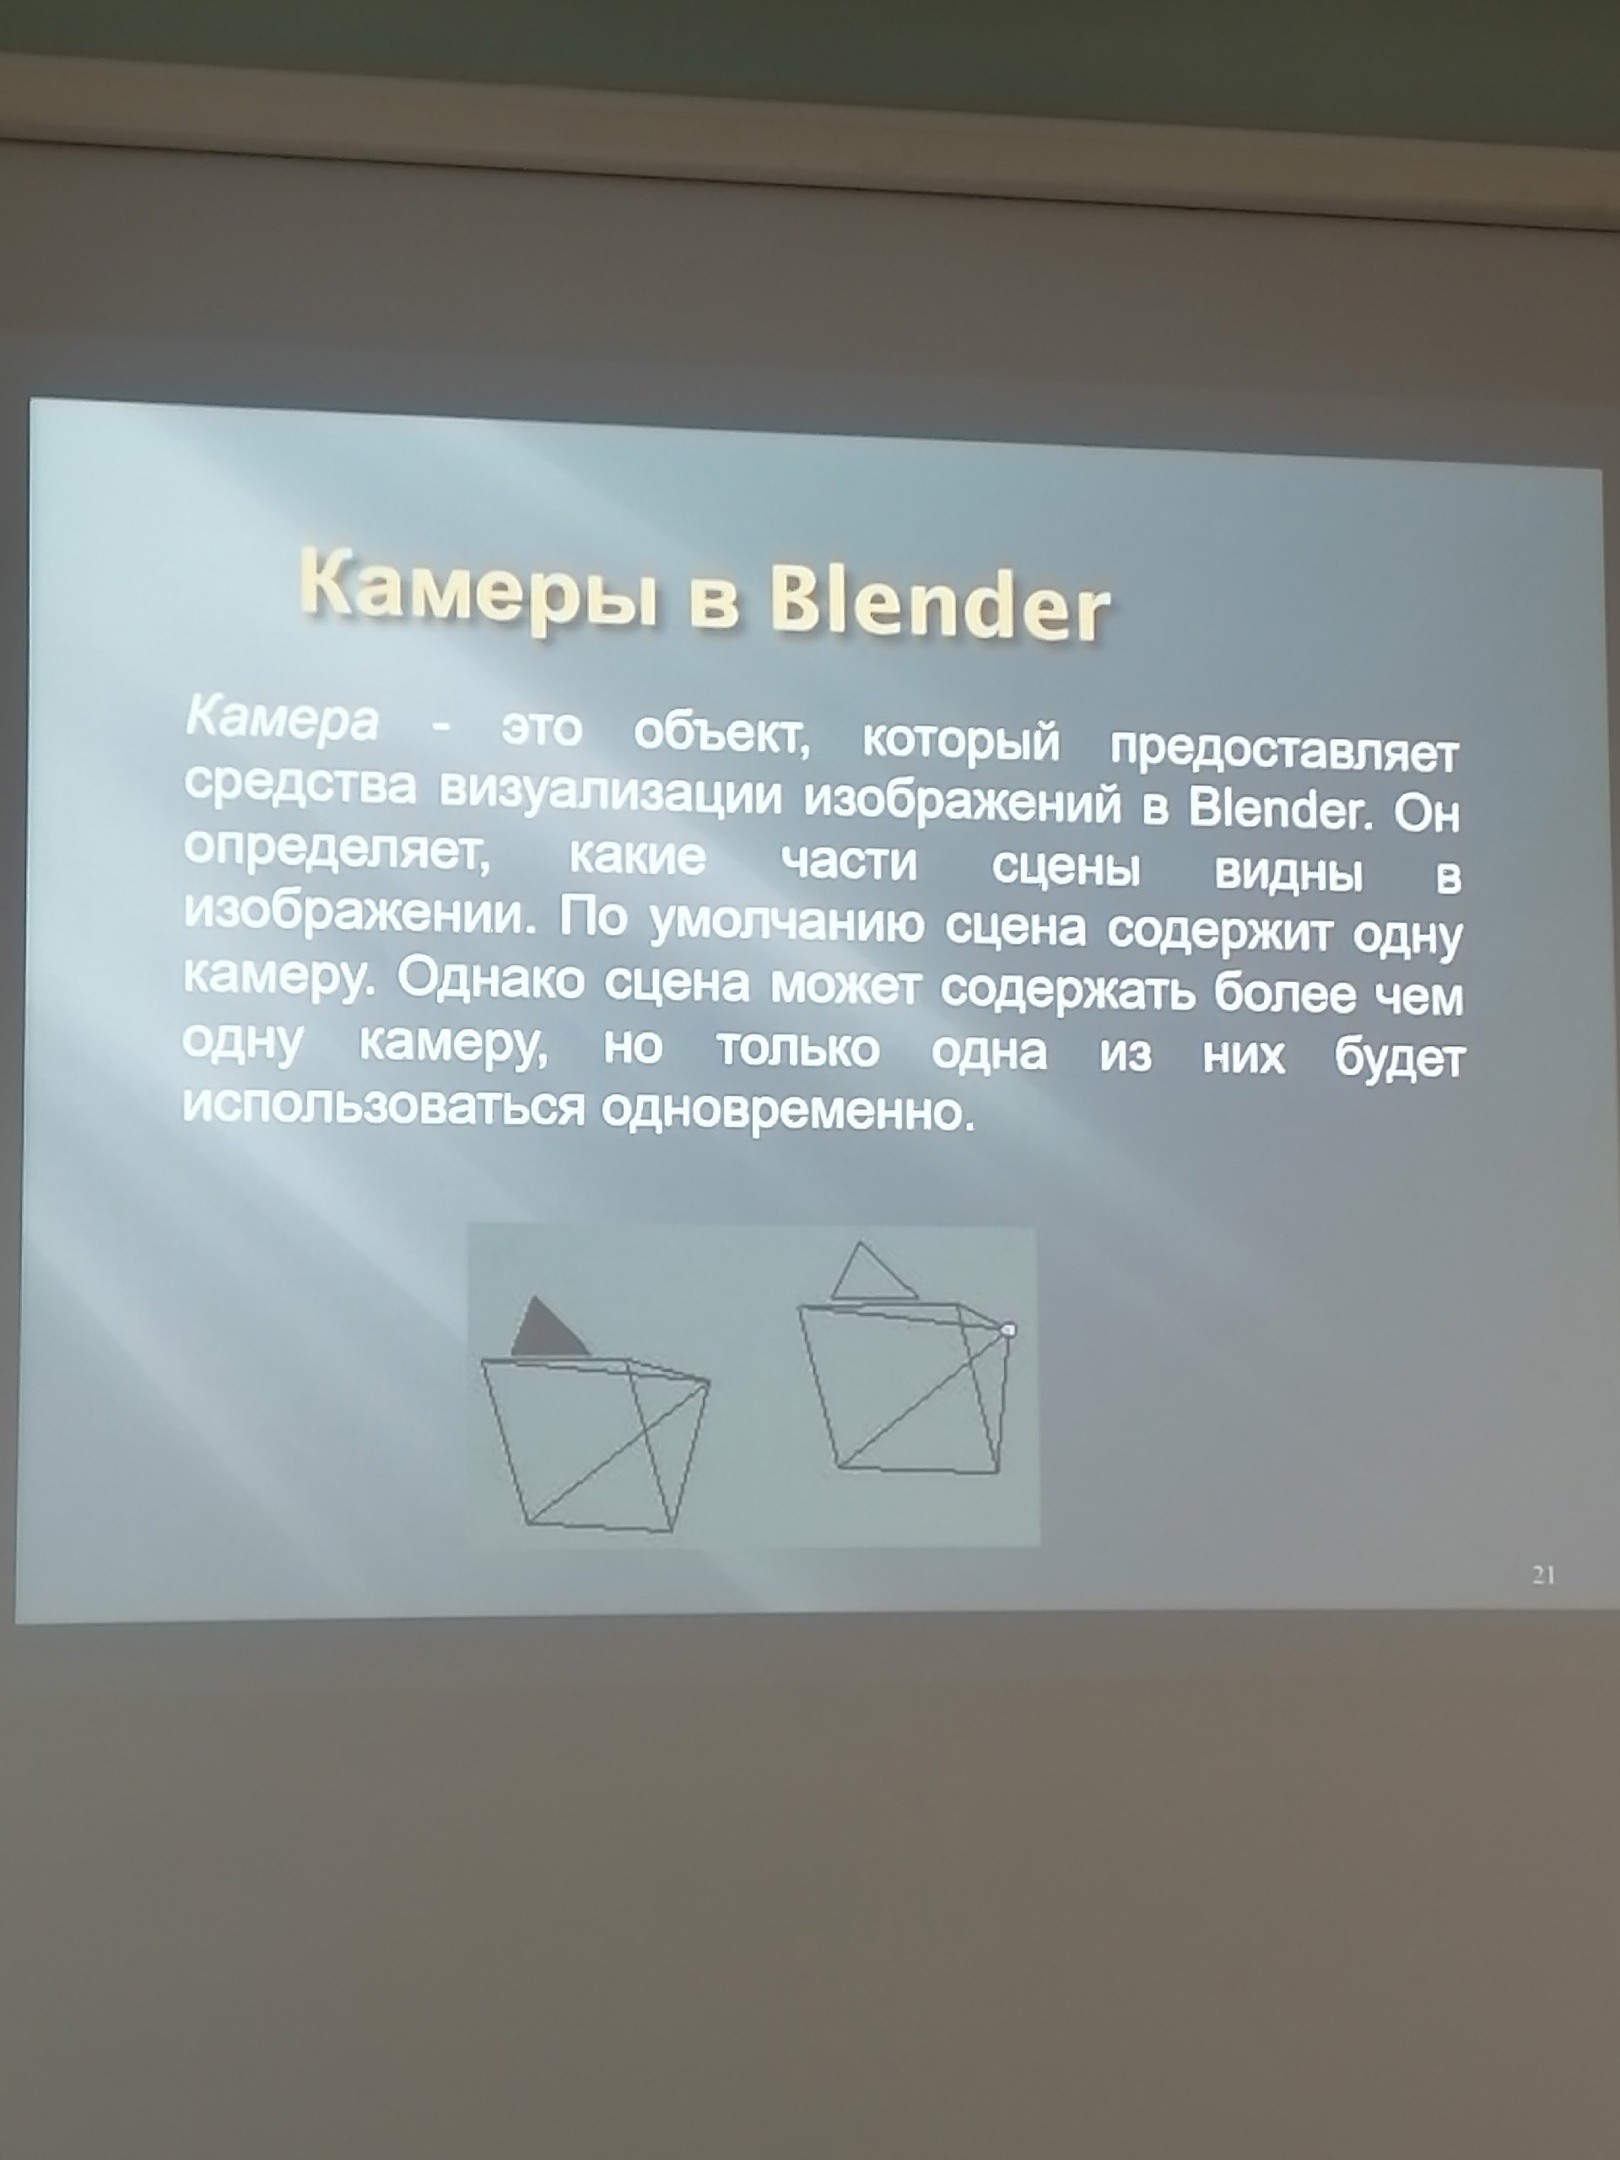 Камеры в Blender
Камера - это объект, который предоставляет
средства визуализации изображений в Blender. Он
определяет, какие части сцены видны в
изображении. По умолчанию сцена содержит одну
камеру. Однако сцена может содержать более чем
одну камеру, но только одна из них будет
использоваться одновременно.
21